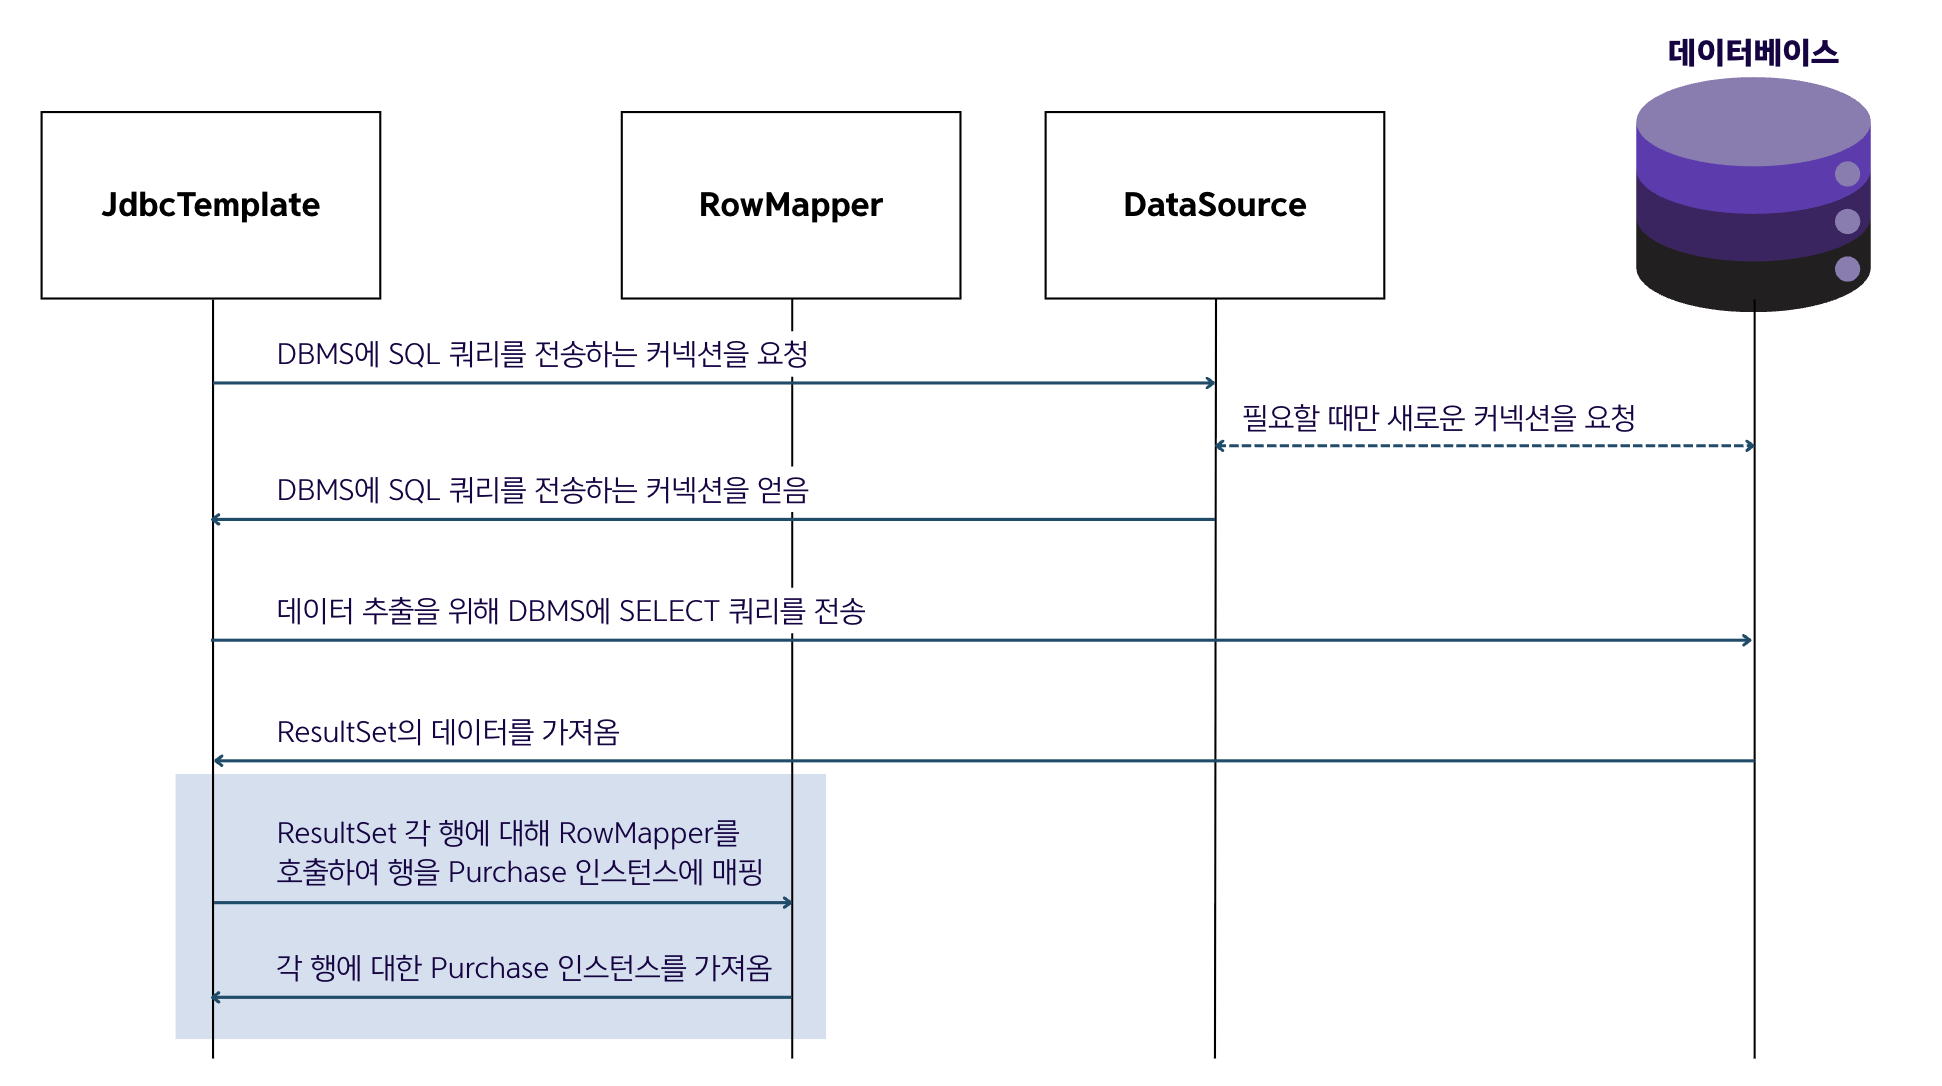 데이터베이스
JdbcTemplate
RowMapper
DataSource
DBMS에 SQL 쿼리를 전송하는 커넥션을 요청
필요할 때만 새로운 커넥션을 요청
DBMS에 SQL 쿼리를 전송하는 커넥션을 얻음
데이터 추출을 위해 DBMS에 SELECT 쿼리를 전송
ResultSet의 데이터를 가져옴
ResultSet 각 행에 대해 RowMapper를
호출하여 행을 Purchase 인스턴스에 매핑
각 행에 대한 Purchase 인스턴스를 가져옴